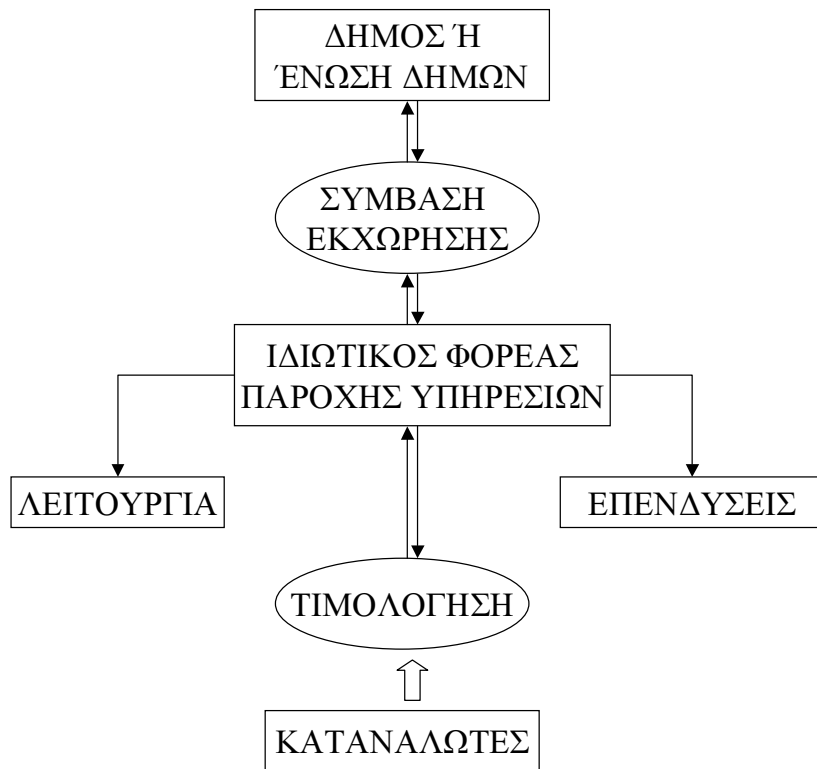 ΔΗΜΟΣ Ή
ΈΝΩΣΗ ΔΗΜΩΝ
ΣΥΜΒΑΣΗ
ΕΚΧΩΡΗΣΗΣ
ΙΔΙΩΤΙΚΟΣ ΦΟΡΕΑΣ
ΠΑΡΟΧΗΣ ΥΠΗΡΕΣΙΩΝ
ΛΕΙΤΟΥΡΓΙΑ
ΕΠΕΝΔΥΣΕΙΣ
ΤΙΜΟΛΟΓΗΣΗ
ΚΑΤΑΝΑΛΩΤΕΣ